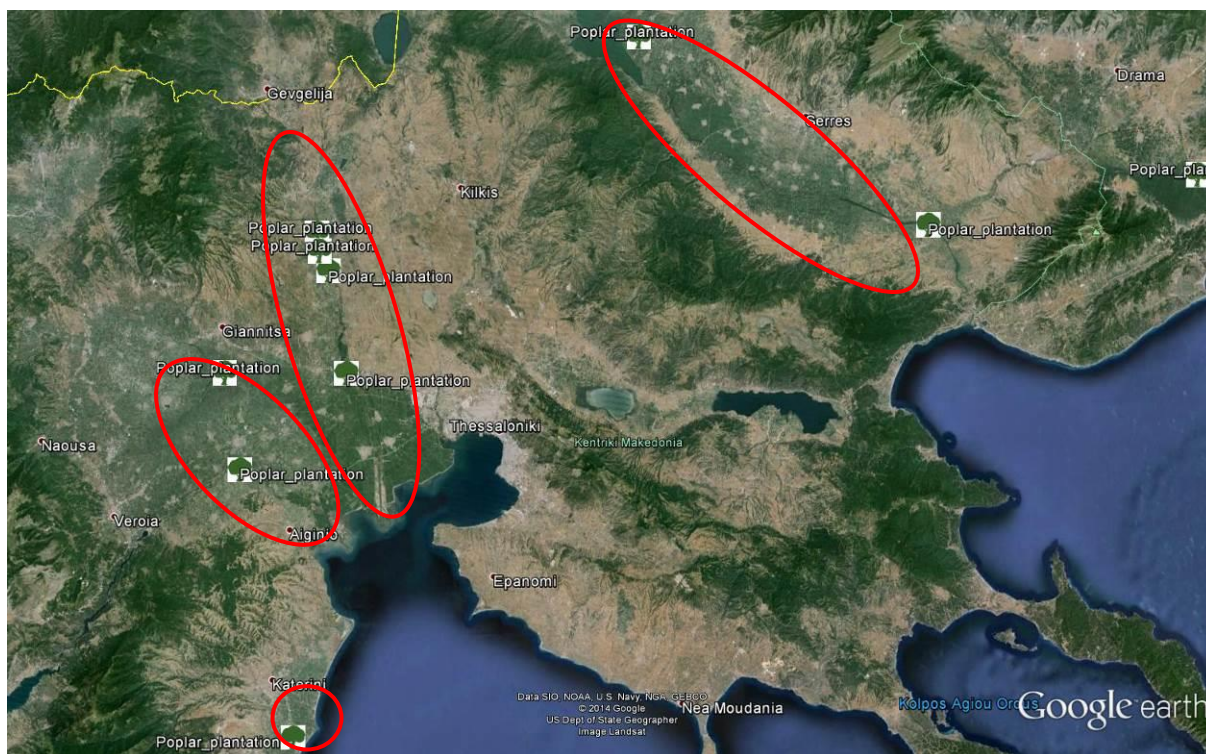 Poplar_plantation
Drama
Gevgelija
Serres
Poplar_plan
Kilkis
Poplar_plantation
Poplar_plantation
Poplar_plantation
Poplar_plantation
Giannitsa
Poplar_plantation
Poplar_plantation
Thessaloniki
Kentriki Makedonia
Naousa
Poplar_plantation
Veroia
Aiginio
Epanomi
Katerini
Data SIO, NOAA, U.S. Navy, NGA, GEBCO
© 2014 Google
US Dept of State Geographer
Image Landsat
Nea Moudania
Kolpos Agiou Orous
Google earth
Poplar_plantation